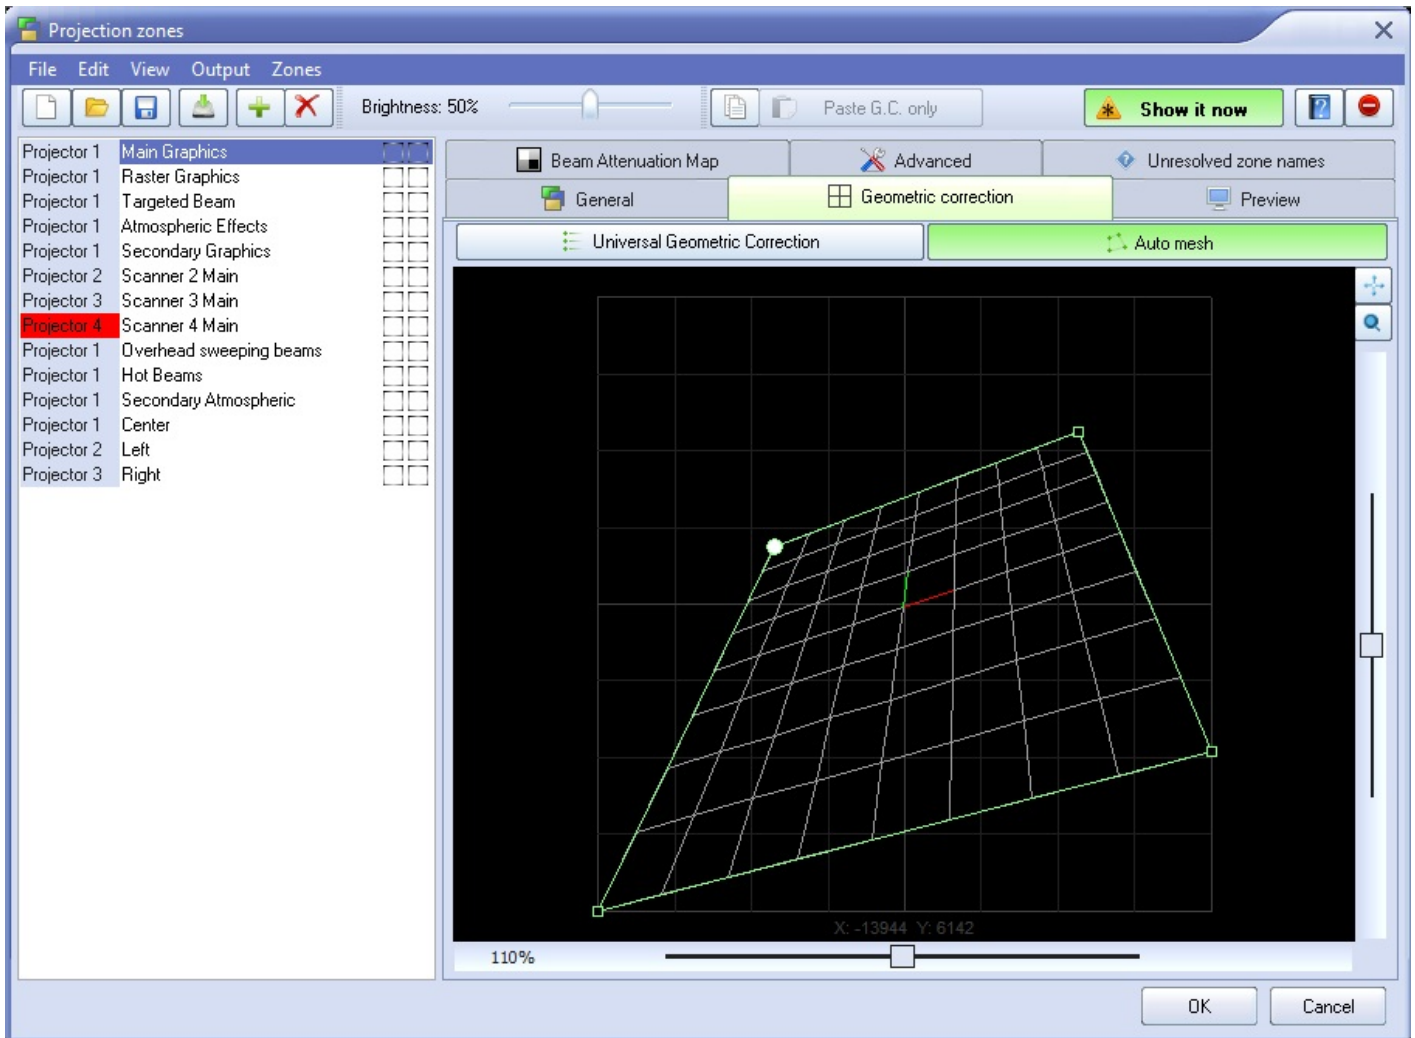 Projection zones
File Edit View Output Zones
Brightness: 50% Paste G.C. only Show it now
Projector 1 Main Graphics
Projector 1 Raster Graphics
Projector 1 Targeted Beam
Projector 1 Atmospheric Effects
Projector 1 Secondary Graphics
Projector 2 Scanner 2 Main
Projector 3 Scanner 3 Main
Projector 4 Scanner 4 Main
Projector 1 Overhead sweeping beams
Projector 1 Hot Beams
Projector 1 Secondary Atmospheric
Projector 1 Center
Projector 2 Left
Projector 3 Right
Beam Attenuation Map Advanced Unresolved zone names
General Geometric correction Preview
Universal Geometric Correction Auto mesh
X: -13944 Y: 6142
110%
OK Cancel